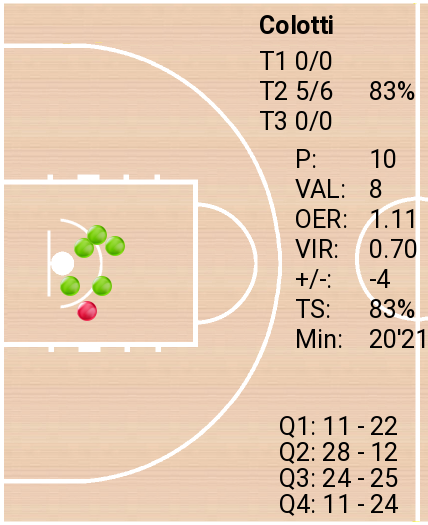 Colotti
T1 0/0
T2 5/6 83%
T3 0/0
P: 10
VAL: 8
OER: 1.11
VIR: 0.70
+/-: -4
TS: 83%
Min: 20'21
Q1: 11 - 22
Q2: 28 - 12
Q3: 24 - 25
Q4: 11 - 24